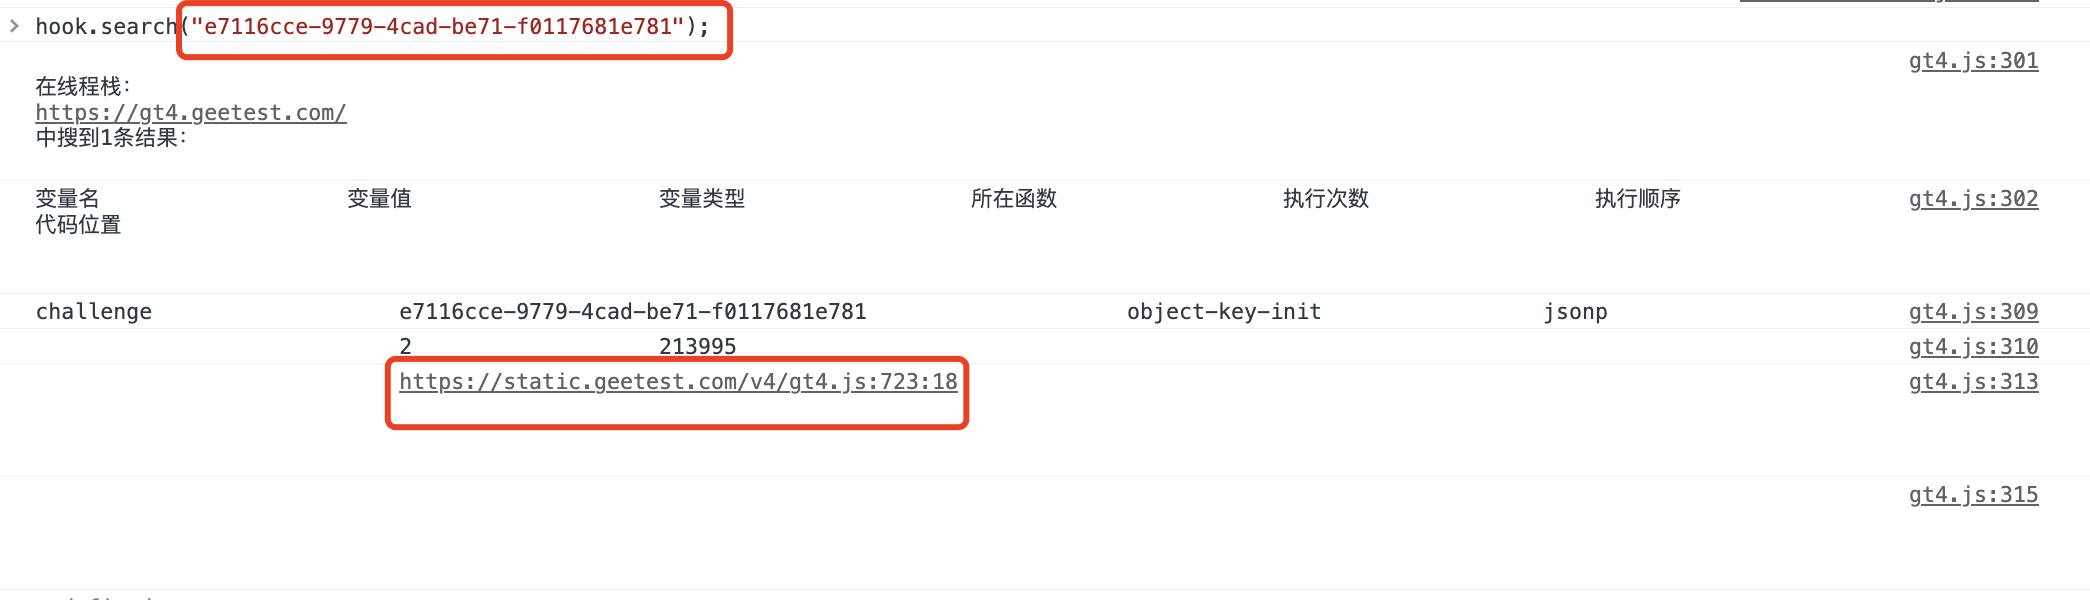 > hook.search("e7116cce-9779-4cad-be71-f0117681e781");
gt4.js:301
在线程栈:
https://gt4.geetest.com/
中搜到1条结果:
变量名 变量值 变量类型 所在函数 执行次数 执行顺序 gt4.js:302
代码位置
challenge e7116cce-9779-4cad-be71-f0117681e781 object-key-init jsonp gt4.js:309
2 213995 gt4.js:310
https://static.geetest.com/v4/gt4.js:723:18 gt4.js:313
gt4.js:315